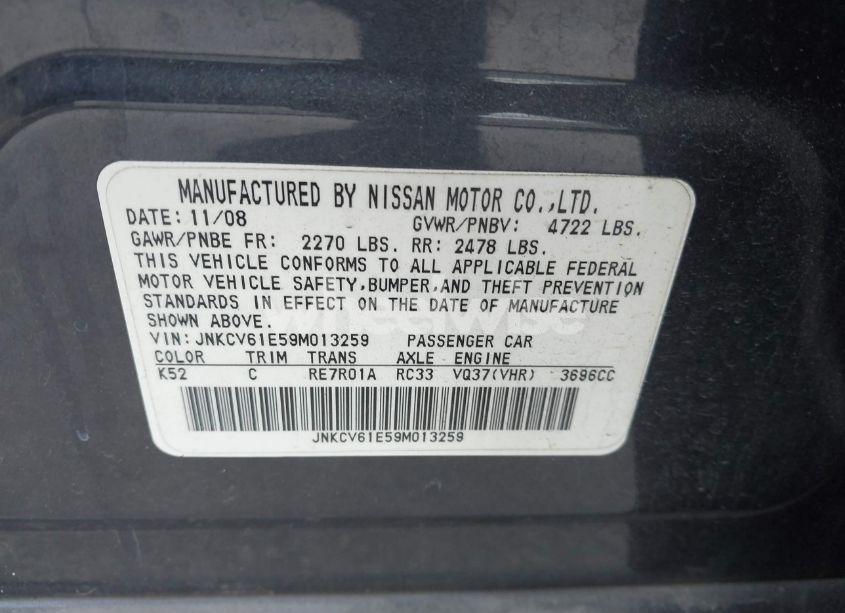 MANUFACTURED BY NISSAN MOTOR CO.,LTD.
DATE: 11/08 GVWR/PNBV: 4722 LBS.
GAWR/PNBE FR: 2270 LBS. RR: 2478 LBS.
THIS VEHICLE CONFORMS TO ALL APPLICABLE FEDERAL
MOTOR VEHICLE SAFETY,BUMPER,AND THEFT PREVENTION
STANDARDS IN EFFECT ON THE DATE OF MANUFACTURE
SHOWN ABOVE.
VIN: JNKCV61E59M013259 PASSENGER CAR
COLOR TRIM TRANS AXLE ENGINE
K52 C RE7R01A RC33 VQ37(VHR) 3696CC
JNKCV61E59M013259